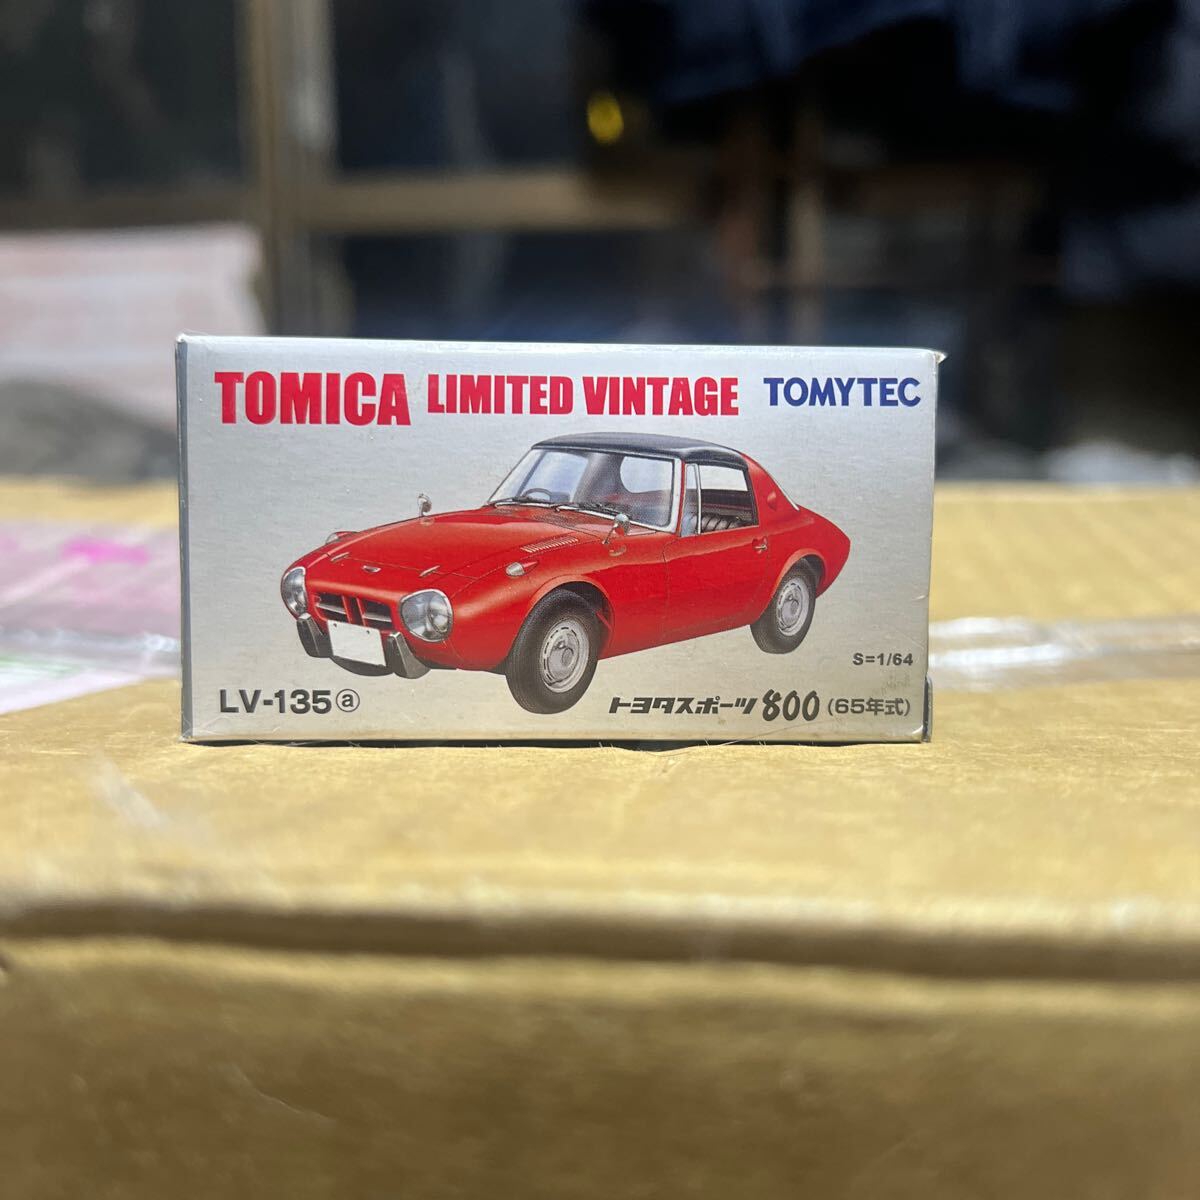 TOMICA LIMITED VINTAGE TOMYTEC
S=1/64
LV-135ⓐ トヨタスポーツ800 (65年式)